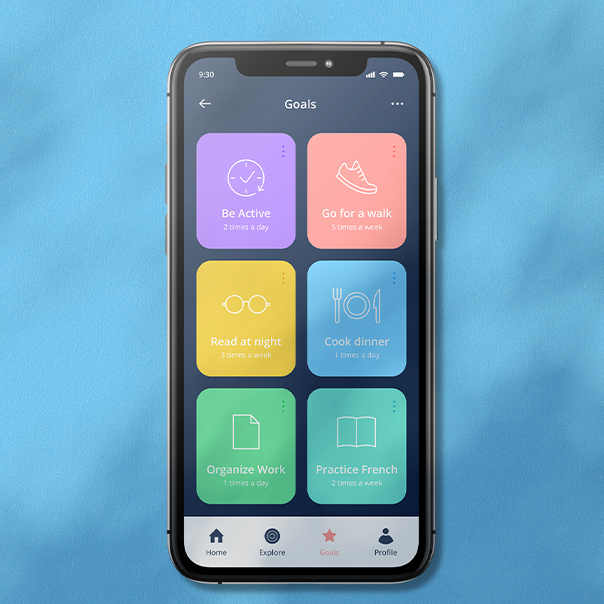 9:30
Goals
Be Active
2 times a day
Go for a walk
5 times a week
Read at night
3 times a week
Cook dinner
1 times a day
Organize Work
1 times a day
Practice French
2 times a week
Home
Explore
Goals
Profile